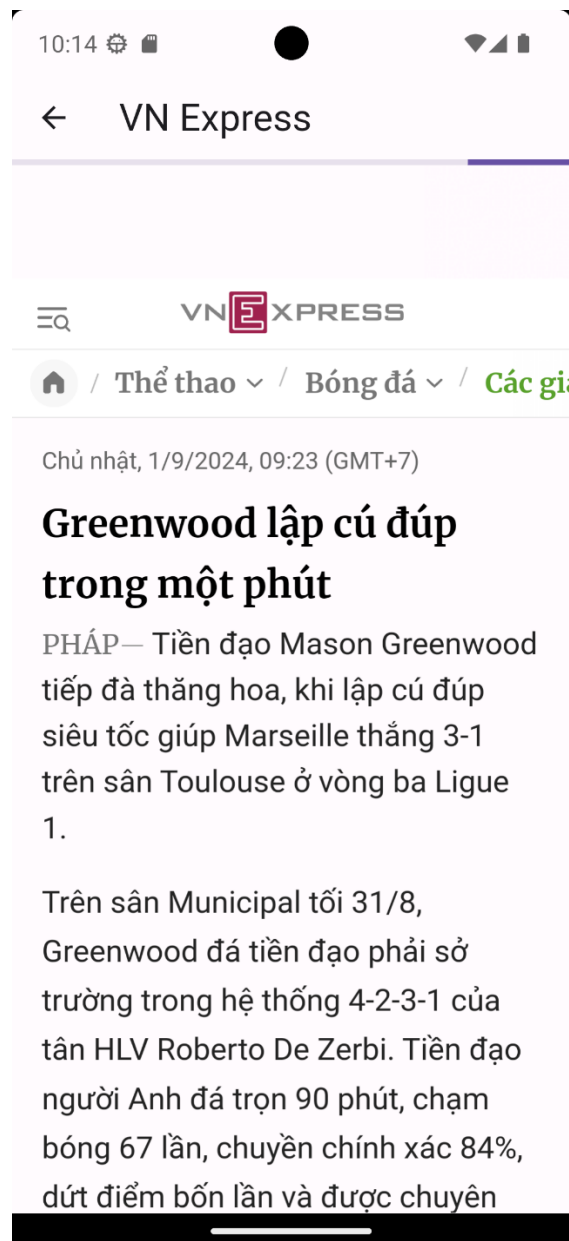 10:14
VN Express
VNEXPRESS
/ Thể thao / Bóng đá / Các
Chủ nhật, 1/9/2024, 09:23 (GMT+7)
Greenwood lập cú đúp
trong một phút
PHÁP— Tiền đạo Mason Greenwood
tiếp đà thăng hoa, khi lập cú đúp
siêu tốc giúp Marseille thắng 3-1
trên sân Toulouse ở vòng ba Ligue
1.
Trên sân Municipal tối 31/8,
Greenwood đá tiền đạo phải sở
trường trong hệ thống 4-2-3-1 của
tân HLV Roberto De Zerbi. Tiền đạo
người Anh đá trọn 90 phút, chạm
bóng 67 lần, chuyền chính xác 84%,
dứt điểm bốn lần và được chuyên